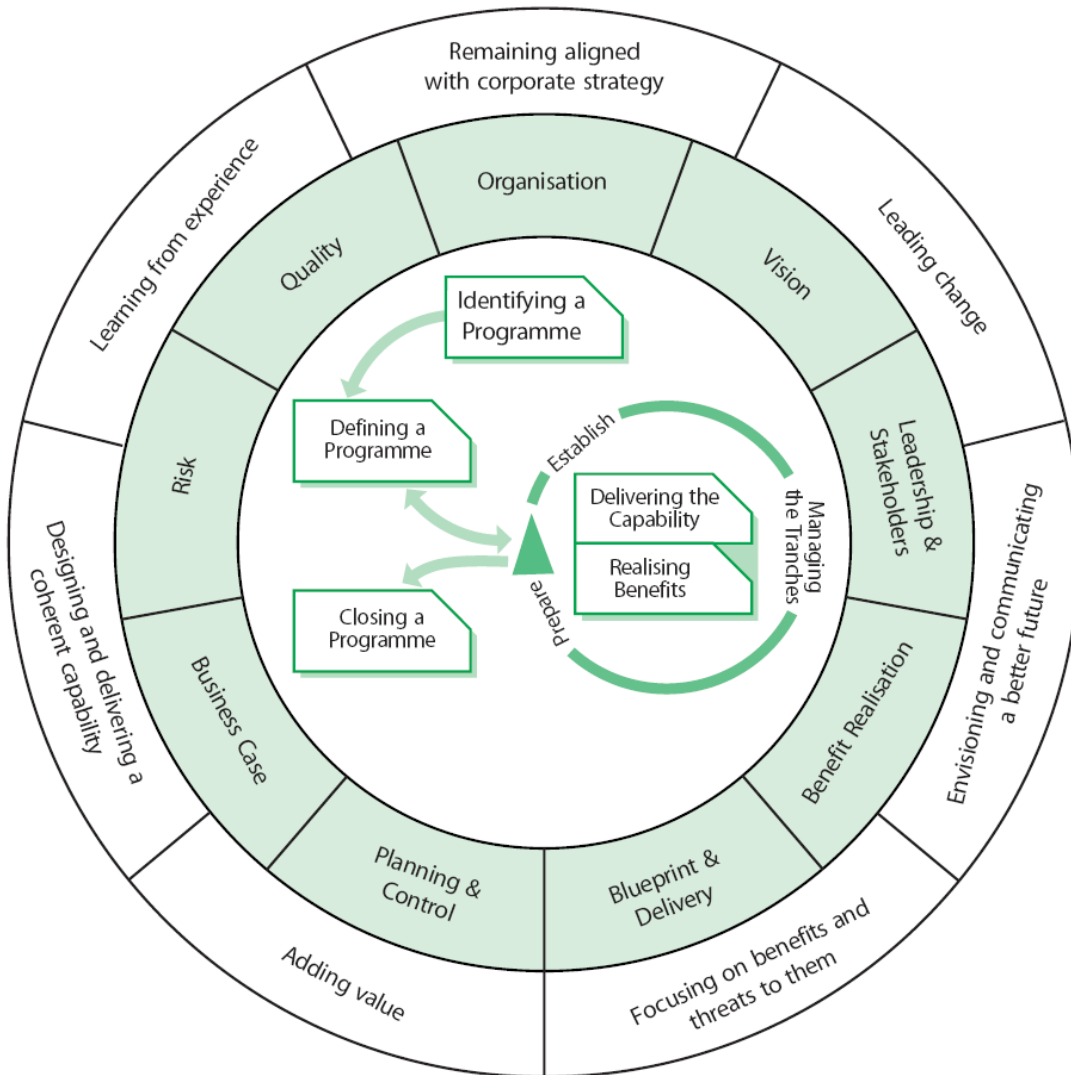 Remaining aligned
with corporate strategy
Leading change
Envisioning and communicating
a better future
Focusing on benefits and
threats to them
Adding value
Designing and delivering a
coherent capability
Learning from experience
Organisation
Vision
Leadership &
Stakeholders
Benefit Realisation
Blueprint &
Delivery
Planning &
Control
Business Case
Risk
Quality
Identifying a
Programme
Defining a
Programme
Closing a
Programme
Establish
Managing
the Tranches
Prepare
Delivering the
Capability
Realising
Benefits